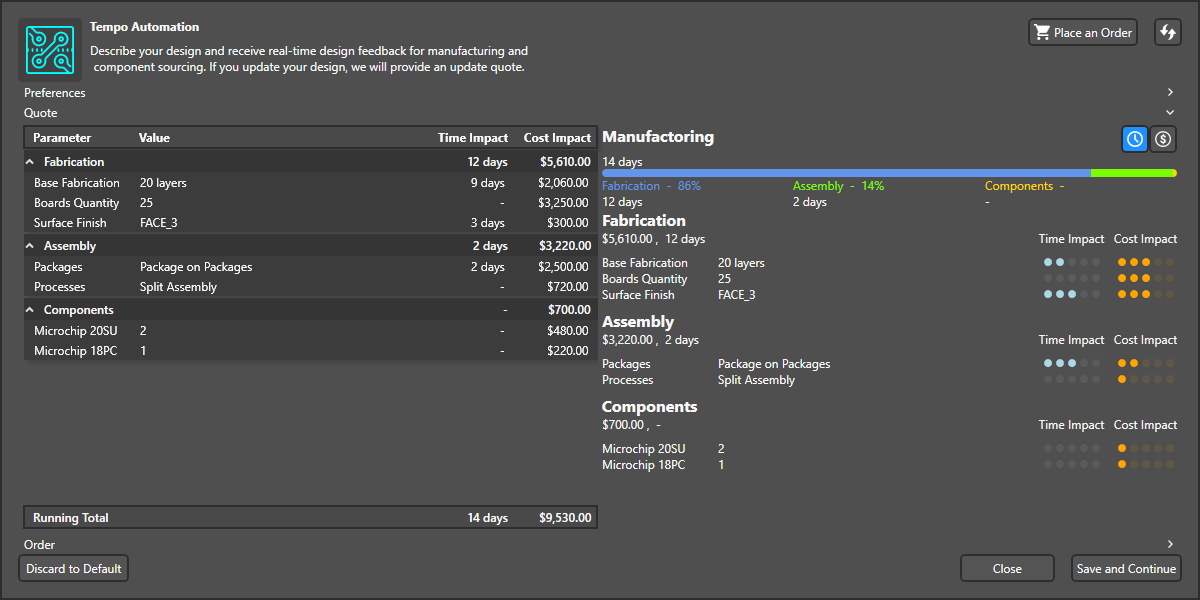 Tempo Automation
Describe your design and receive real-time design feedback for manufacturing and
component sourcing. If you update your design, we will provide an update quote.
Place an Order
Preferences
Quote
Parameter Value Time Impact Cost Impact
Fabrication 12 days $5,610.00
Base Fabrication 20 layers 9 days $2,060.00
Boards Quantity 25 - $3,250.00
Surface Finish FACE_3 3 days $300.00
Assembly 2 days $3,220.00
Packages Package on Packages 2 days $2,500.00
Processes Split Assembly - $720.00
Components - $700.00
Microchip 20SU 2 - $480.00
Microchip 18PC 1 - $220.00
Running Total 14 days $9,530.00
Manufactoring
14 days
Fabrication - 86% Assembly - 14% Components -
12 days 2 days -
Fabrication
$5,610.00 , 12 days Time Impact Cost Impact
Base Fabrication 20 layers
Boards Quantity 25
Surface Finish FACE_3
Assembly
$3,220.00 , 2 days Time Impact Cost Impact
Packages Package on Packages
Processes Split Assembly
Components
$700.00 , - Time Impact Cost Impact
Microchip 20SU 2
Microchip 18PC 1
Order
Discard to Default Close Save and Continue